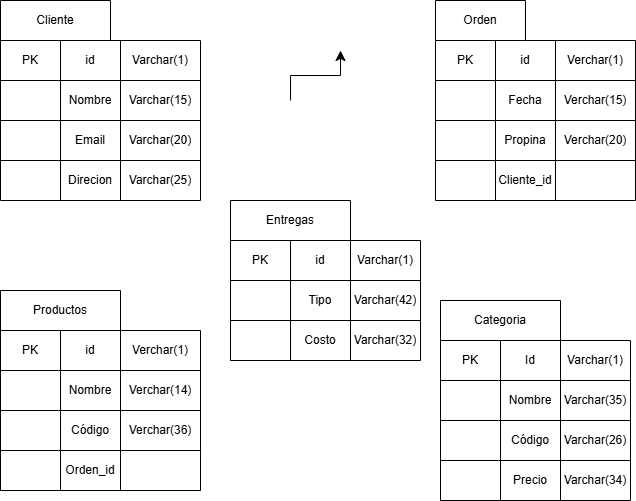 Cliente
PK id Varchar(1)
Nombre Varchar(15)
Email Varchar(20)
Direcion Varchar(25)
Orden
PK id Verchar(1)
Fecha Verchar(15)
Propina Verchar(20)
Cliente_id
Entregas
PK id Varchar(1)
Tipo Varchar(42)
Costo Varchar(32)
Productos
PK id Verchar(1)
Nombre Verchar(14)
Código Verchar(36)
Orden_id
Categoria
PK Id Varchar(1)
Nombre Varchar(35)
Código Varchar(26)
Precio Varchar(34)